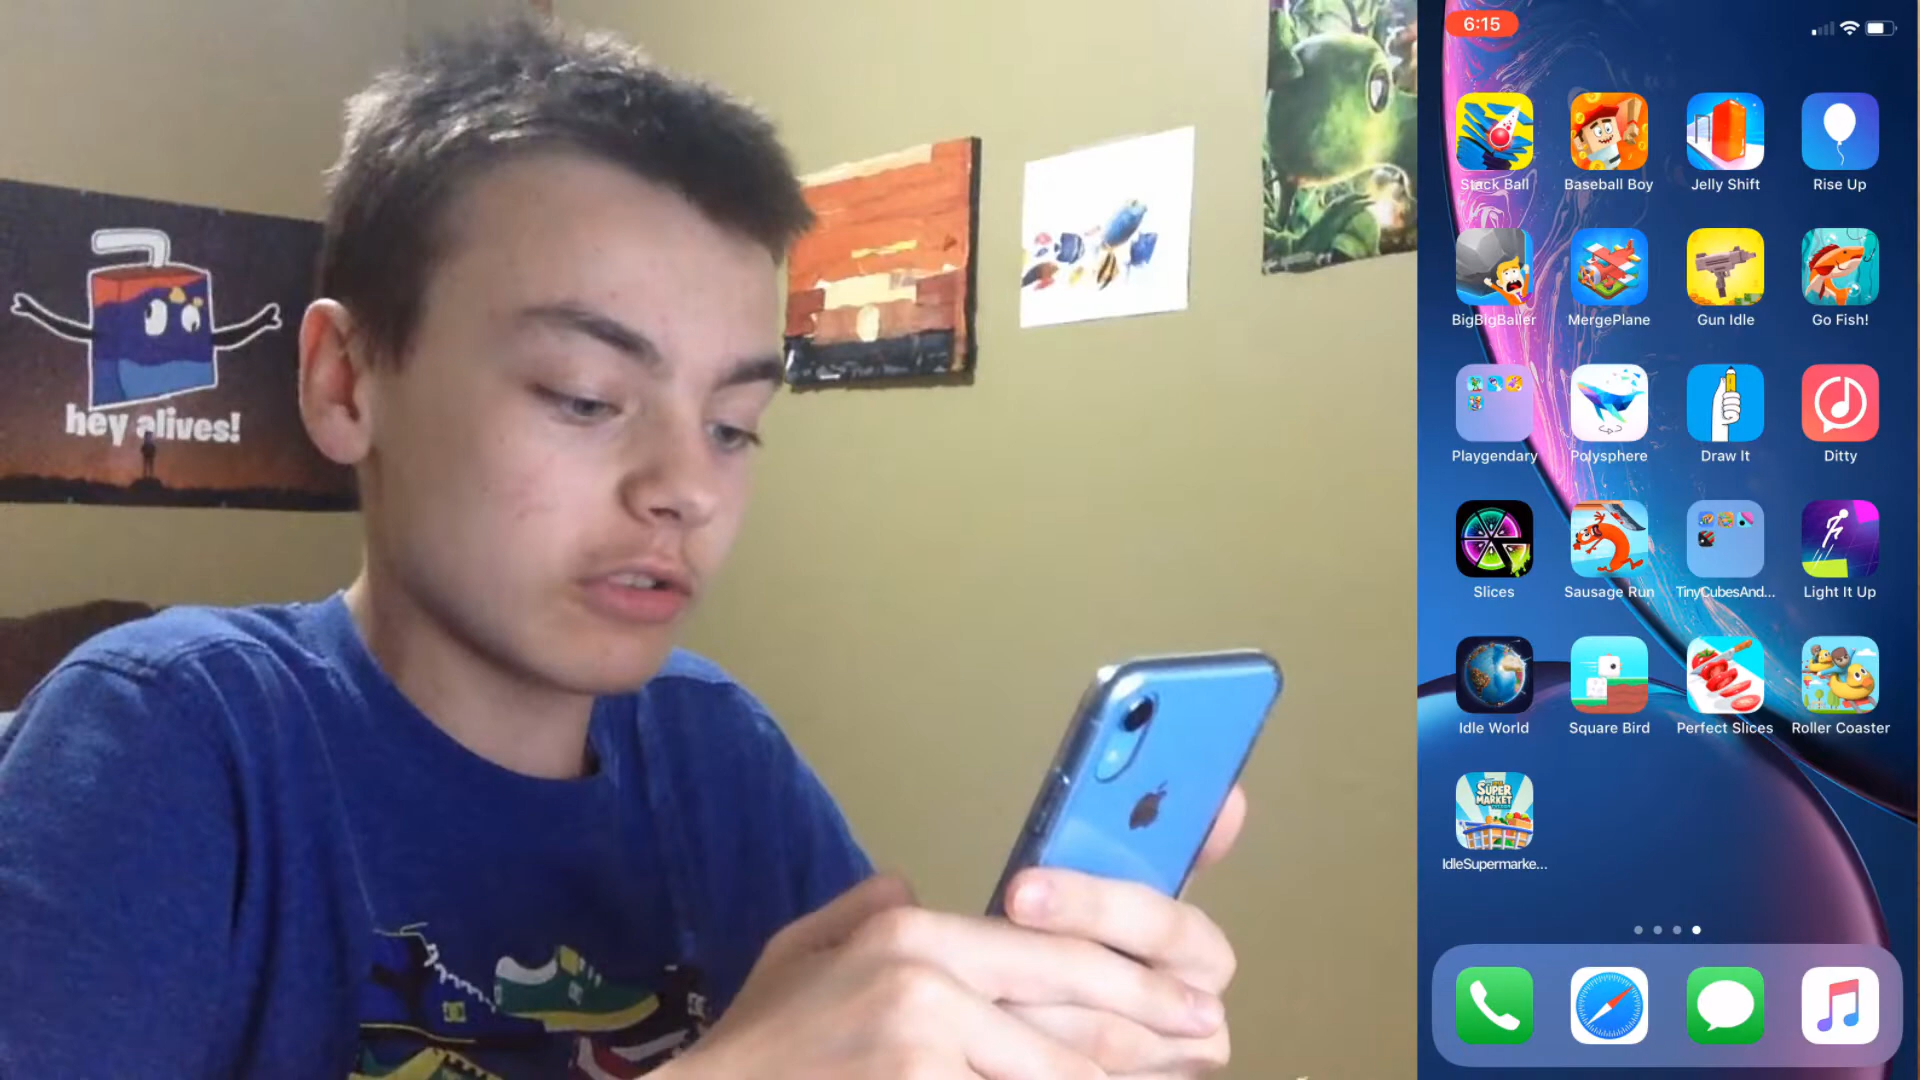 hey alives!
6:15
Stack Ball
Baseball Boy
Jelly Shift
Rise Up
BigBigBaller
MergePlane
Gun Idle
Go Fish!
Playgendary
Polysphere
Draw It
Ditty
Slices
Sausage Run
TinyCubesAnd...
Light It Up
Idle World
Square Bird
Perfect Slices
Roller Coaster
SUPER
MARKET
IdleSupermarke...